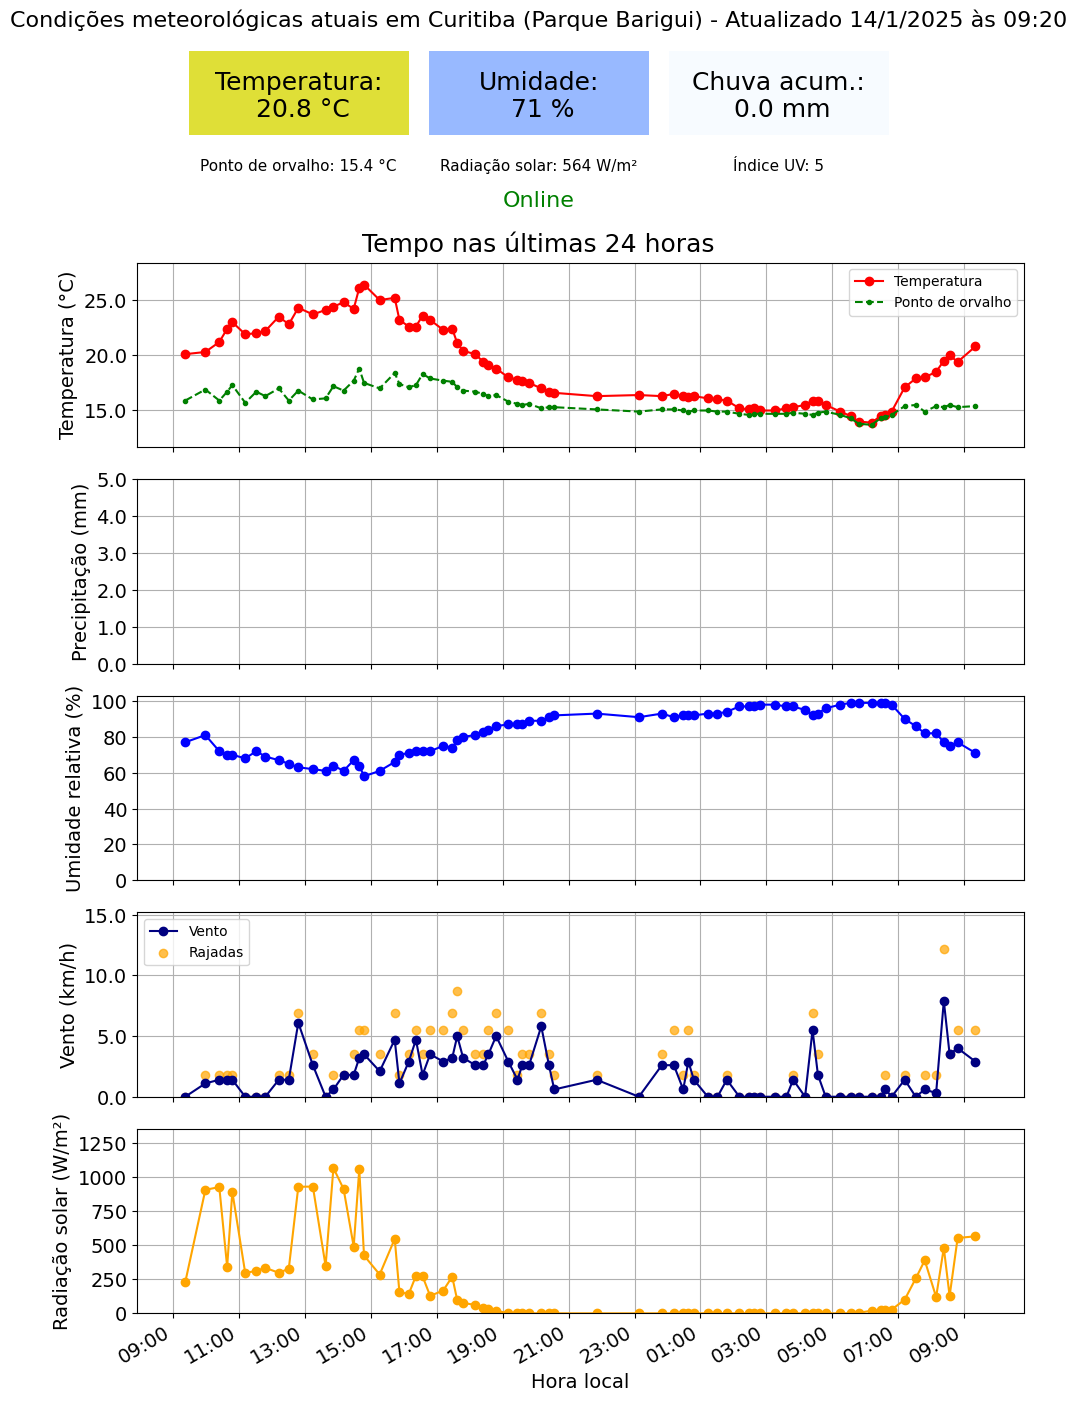 Condições meteorológicas atuais em Curitiba (Parque Barigui) - Atualizado 14/1/2025 às 09:20
Temperatura:
20.8 °C
Umidade:
71 %
Chuva acum.:
0.0 mm
Ponto de orvalho: 15.4 °C
Radiação solar: 564 W/m²
Índice UV: 5
Online
Tempo nas últimas 24 horas
Temperatura (°C)
25.0
20.0
15.0
Temperatura
Ponto de orvalho
Precipitação (mm)
5.0
4.0
3.0
2.0
1.0
0.0
Umidade relativa (%)
100
80
60
40
20
0
Vento (km/h)
15.0
10.0
5.0
0.0
Vento
Rajadas
Radiação solar (W/m²)
1250
1000
750
500
250
0
09:00
11:00
13:00
15:00
17:00
19:00
21:00
23:00
01:00
03:00
05:00
07:00
09:00
Hora local